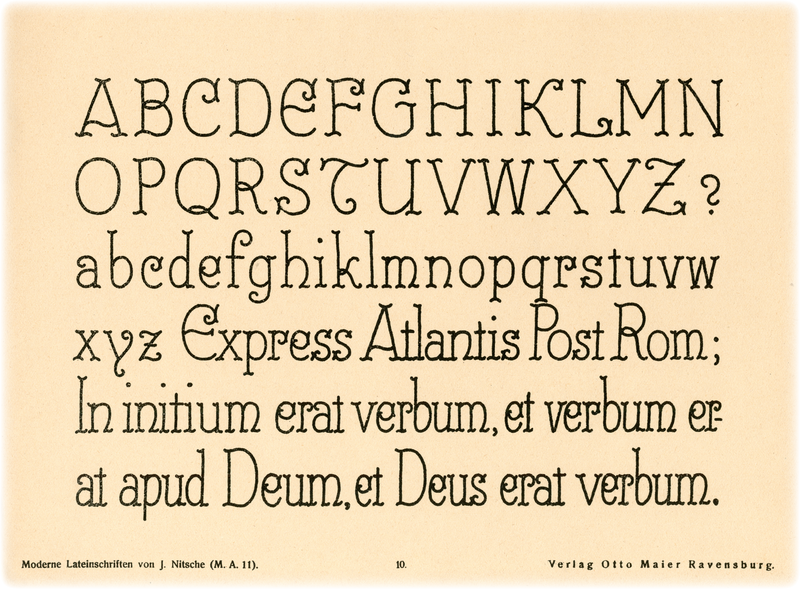 ABCDEFGHIKLMN
OPQRSTUVWXYZ?
abcdefghiklmnopqrstuvw
xyz Express Atlantis Post Rom;
In initium erat verbum, et verbum er-
at apud Deum, et Deus erat verbum.
Moderne Lateinschriften von J. Nitsche (M. A. 11).
10.
Verlag Otto Maier Ravensburg.